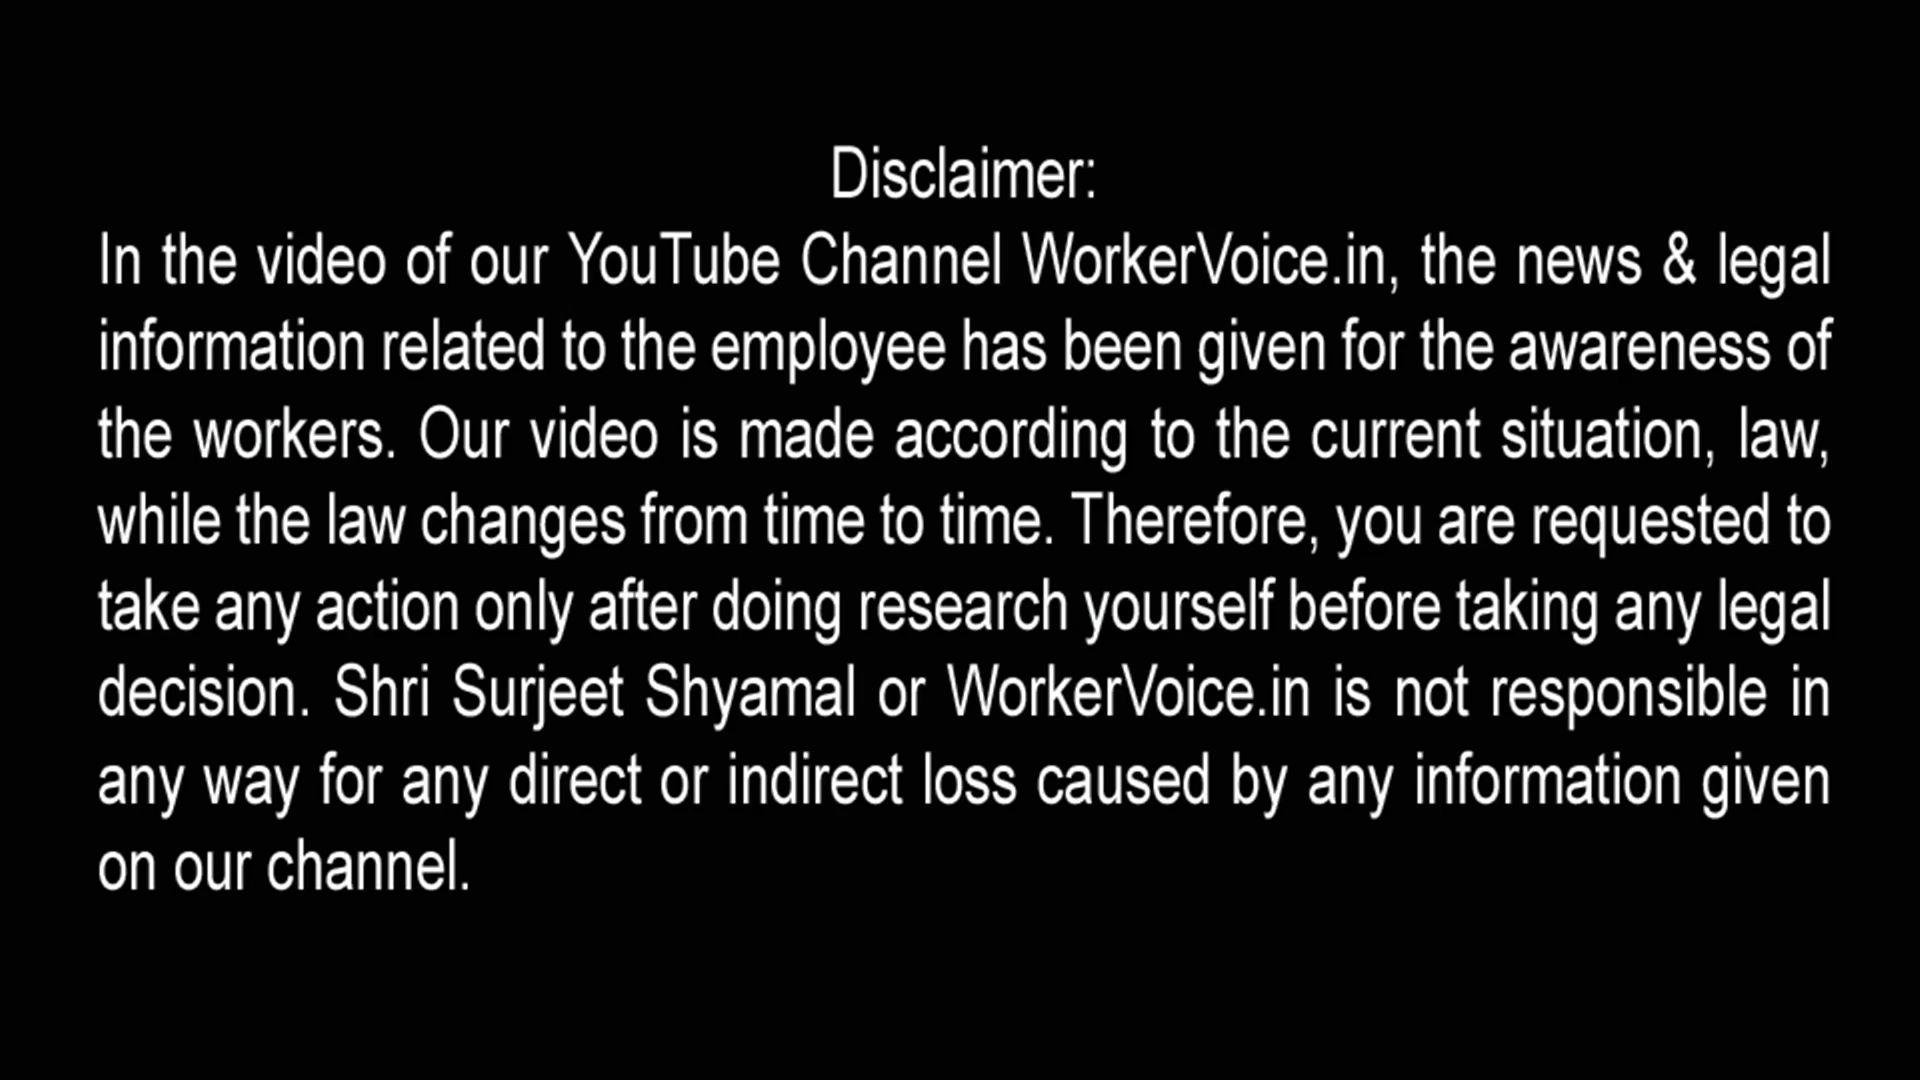 Disclaimer:
In the video of our YouTube Channel WorkerVoice.in, the news & legal
information related to the employee has been given for the awareness of
the workers. Our video is made according to the current situation, law,
while the law changes from time to time. Therefore, you are requested to
take any action only after doing research yourself before taking any legal
decision. Shri Surjeet Shyamal or WorkerVoice.in is not responsible in
any way for any direct or indirect loss caused by any information given
on our channel.